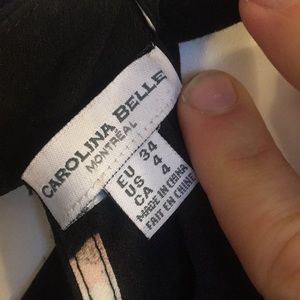 CAROLINA BELLE
MONTRÉAL
EU 34
US 4
CA 4
MADE IN CHINA
FAIT EN CHINE